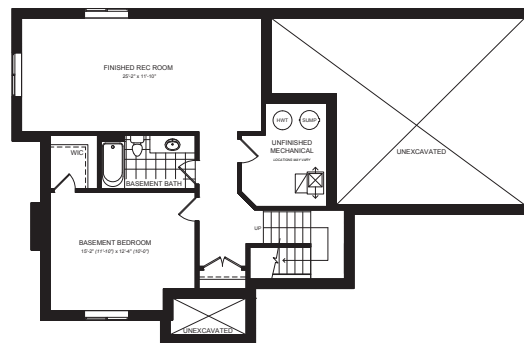 FINISHED REC ROOM
25'-2" x 11'-10"
HWT
SUMP
UNFINISHED
MECHANICAL
LOCATIONS MAY VARY
UNEXCAVATED
WIC
BASEMENT BATH
UP
BASEMENT BEDROOM
15'-2" (11'-10") x 12'-4" (10'-0")
UNEXCAVATED